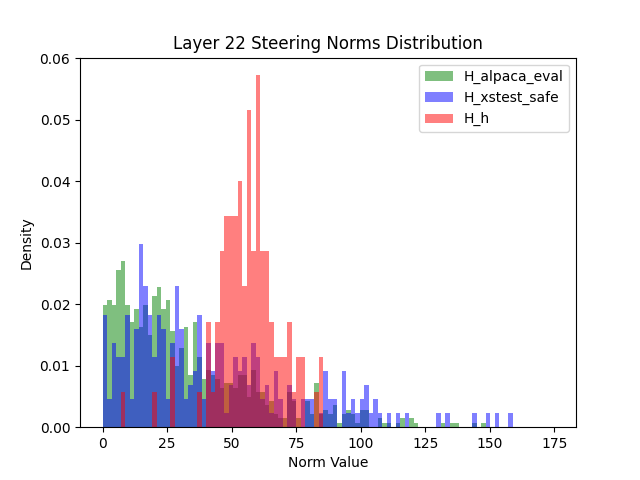 Layer 22 Steering Norms Distribution
H_alpaca_eval
H_xstest_safe
H_h
0.06
0.05
0.04
0.03
0.02
0.01
0.00
Density
0
25
50
75
100
125
150
175
Norm Value